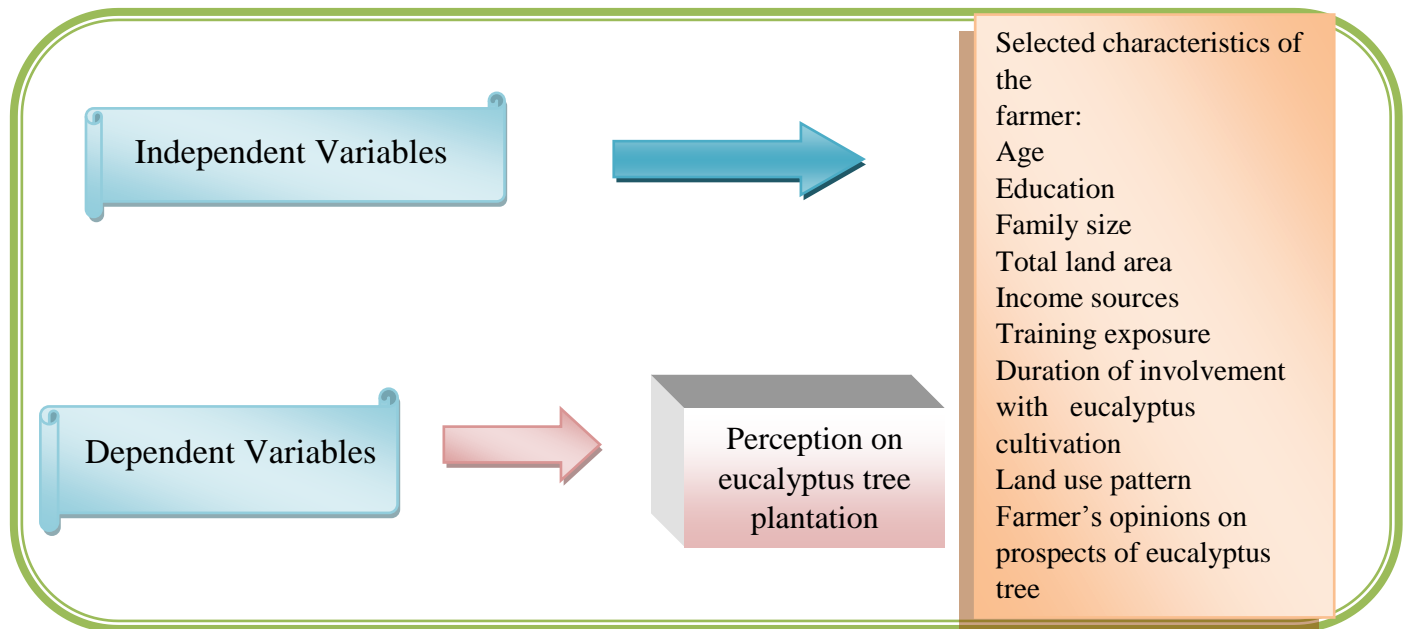 Independent Variables
Selected characteristics of
the
farmer:
Age
Education
Family size
Total land area
Income sources
Training exposure
Duration of involvement
with eucalyptus
cultivation
Land use pattern
Farmer’s opinions on
prospects of eucalyptus
tree
Dependent Variables
Perception on
eucalyptus tree
plantation